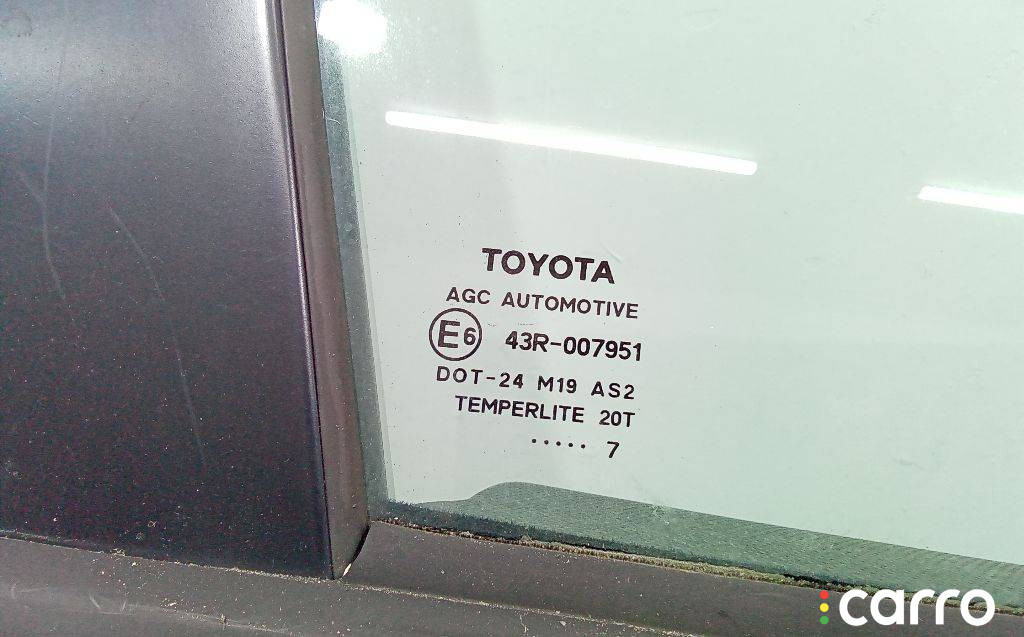 TOYOTA
AGC AUTOMOTIVE
E6 43R-007951
DOT-24 M19 AS2
TEMPERLITE 20T
..... 7
carro